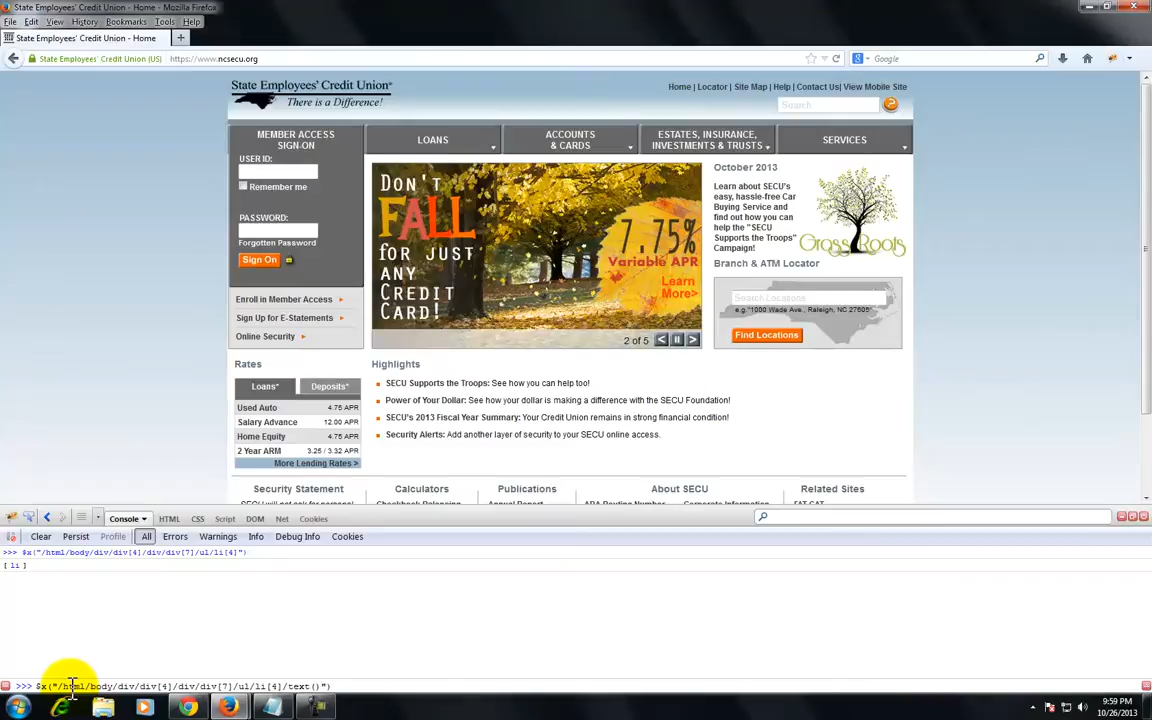 State Employees' Credit Union - Home - Mozilla Firefox
File Edit View History Bookmarks Tools Help
State Employees' Credit Union - Home
State Employees' Credit Union (US) https://www.ncsecu.org
Google
State Employees' Credit Union®
There is a Difference!
Home | Locator | Site Map | Help | Contact Us| View Mobile Site
Search
MEMBER ACCESS
SIGN-ON
LOANS
ACCOUNTS
& CARDS
ESTATES, INSURANCE,
INVESTMENTS & TRUSTS
SERVICES
USER ID:
Remember me
PASSWORD:
Forgotten Password
Sign On
Enroll in Member Access
Sign Up for E-Statements
Online Security
DON'T
FALL
for JUST
ANY
CREDIT
CARD!
7.75%
Variable APR
Learn
More>
2 of 5
October 2013
Learn about SECU's
easy, hassle-free Car
Buying Service and
find out how you can
help the "SECU
Supports the Troops"
Campaign!
GrassRoots
Branch & ATM Locator
Search Locations
e.g."1000 Wade Ave., Raleigh, NC 27605"
Find Locations
Rates
Loans* Deposits*
Used Auto 4.75 APR
Salary Advance 12.00 APR
Home Equity 4.75 APR
2 Year ARM 3.25 / 3.32 APR
More Lending Rates >
Highlights
SECU Supports the Troops: See how you can help too!
Power of Your Dollar: See how your dollar is making a difference with the SECU Foundation!
SECU's 2013 Fiscal Year Summary: Your Credit Union remains in strong financial condition!
Security Alerts: Add another layer of security to your SECU online access.
Security Statement Calculators Publications About SECU Related Sites
Console HTML CSS Script DOM Net Cookies
Clear Persist Profile All Errors Warnings Info Debug Info Cookies
>>> $x("/html/body/div/div[4]/div/div[7]/ul/li[4]")
[ li ]
>>> $x("/html/body/div/div[4]/div/div[7]/ul/li[4]/text()")
9:59 PM
10/26/2013